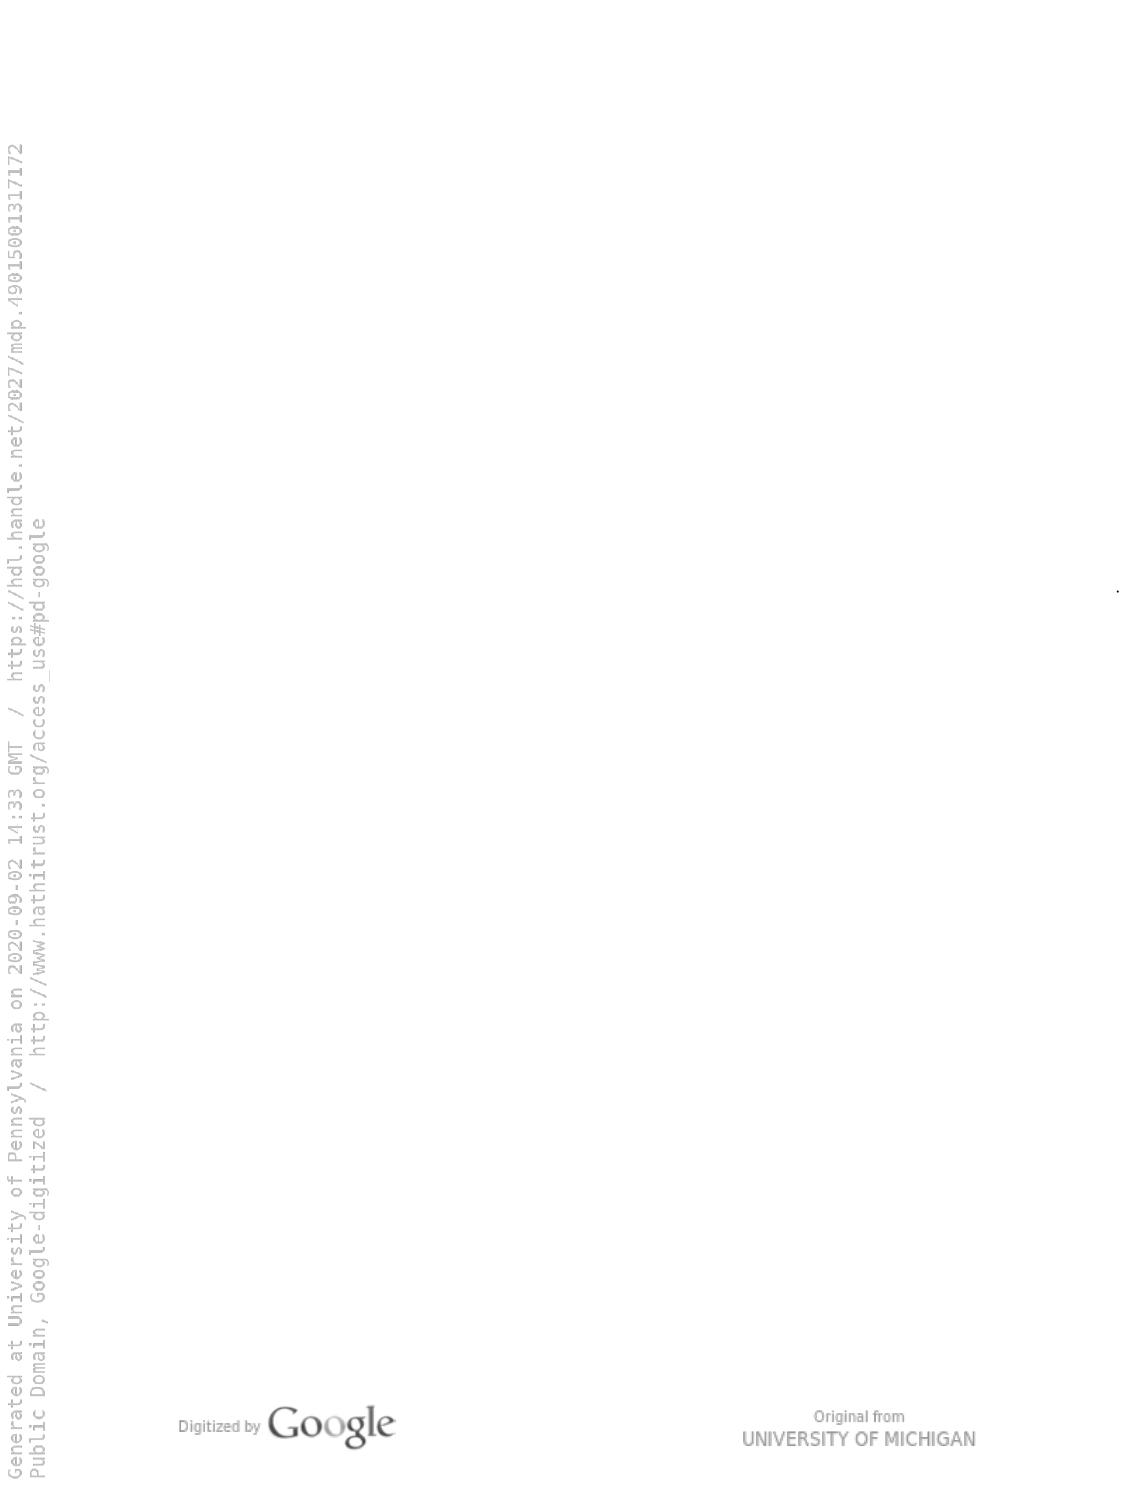 Generated at University of Pennsylvania on 2020-09-02 14:33 GMT / https://hdl.handle.net/2027/mdp.49015001317172
Public Domain, Google-digitized / http://www.hathitrust.org/access_use#pd-google
Digitized by Google
Original from
UNIVERSITY OF MICHIGAN